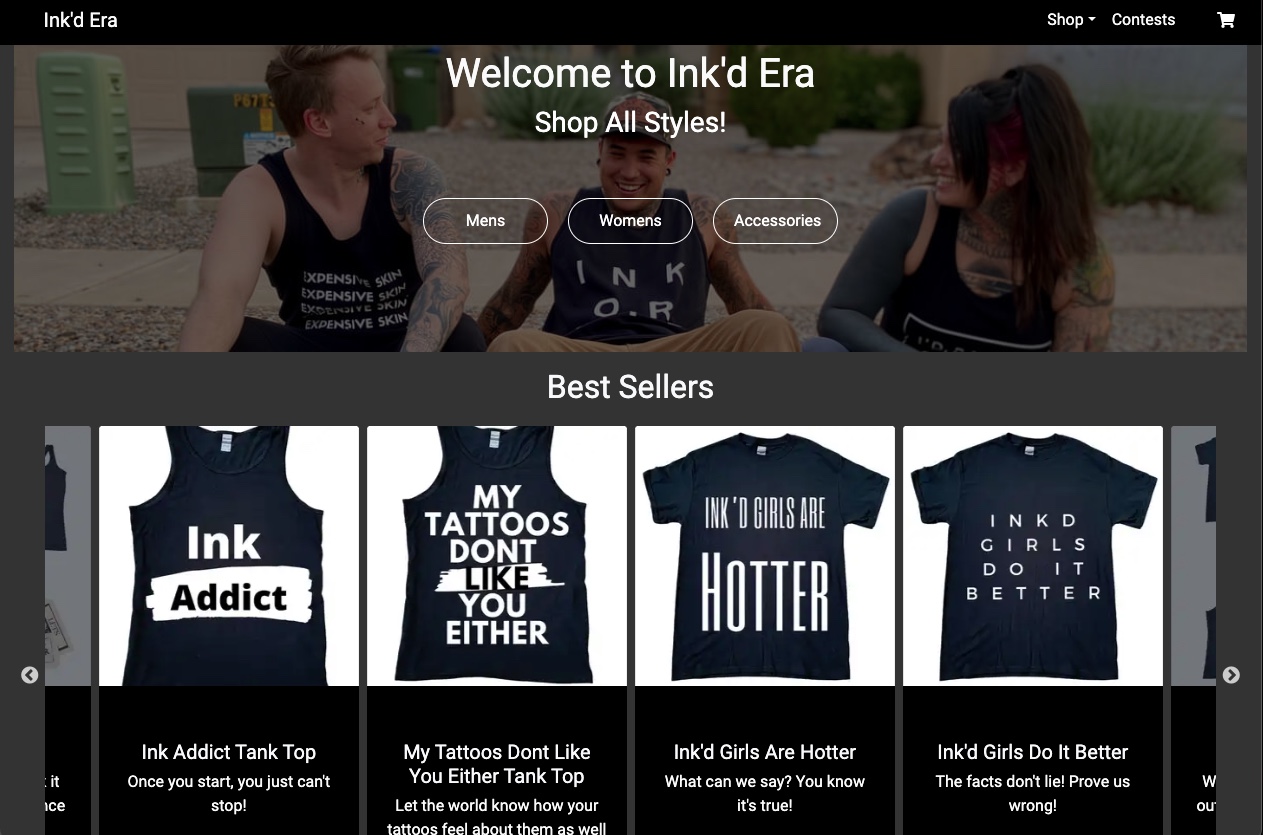 Ink'd Era
Shop
Contests
Welcome to Ink'd Era
Shop All Styles!
P67
Mens
Womens
Accessories
EXPENSIVE SKIN
EXPENSIVE SKIN
EXPENSIVE SKIN
EXPENSIVE SKIN
INK
O.R
Best Sellers
Ink
Addict
MY
TATTOOS
DONT
LIKE
YOU
EITHER
INK'D GIRLS ARE
HOTTER
INKD
GIRLS
DO IT
BETTER
it
nce
Ink Addict Tank Top
Once you start, you just can't
stop!
My Tattoos Dont Like
You Either Tank Top
Let the world know how your
tattoos feel about them as well
Ink'd Girls Are Hotter
What can we say? You know
it's true!
Ink'd Girls Do It Better
The facts don't lie! Prove us
wrong!
W
ou